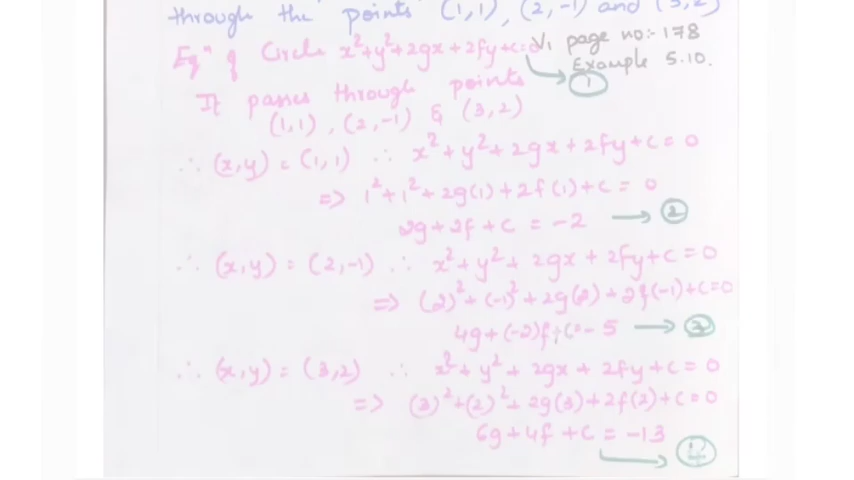 through the points (1,1), (2,-1) and (3,2)
Eqⁿ of Circle x²+y²+2gx+2fy+c=0
V, page no:-178
Example 5.10.
①
It passes through points
(1,1), (2,-1) & (3,2)
∴ (x,y) = (1,1) ∴ x²+y²+2gx+2fy+c=0
=> 1²+1²+2g(1)+2f(1)+c = 0
2g+2f+c = -2 → ②
∴ (x,y) = (2,-1) ∴ x²+y²+2gx+2fy+c=0
=> (2)²+(-1)²+2g(2)+2f(-1)+c=0
4g+(-2)f+c=-5 → ③
∴ (x,y) = (3,2) ∴ x²+y²+2gx+2fy+c=0
=> (3)²+(2)²+2g(3)+2f(2)+c=0
6g+4f+c = -13
→ ④